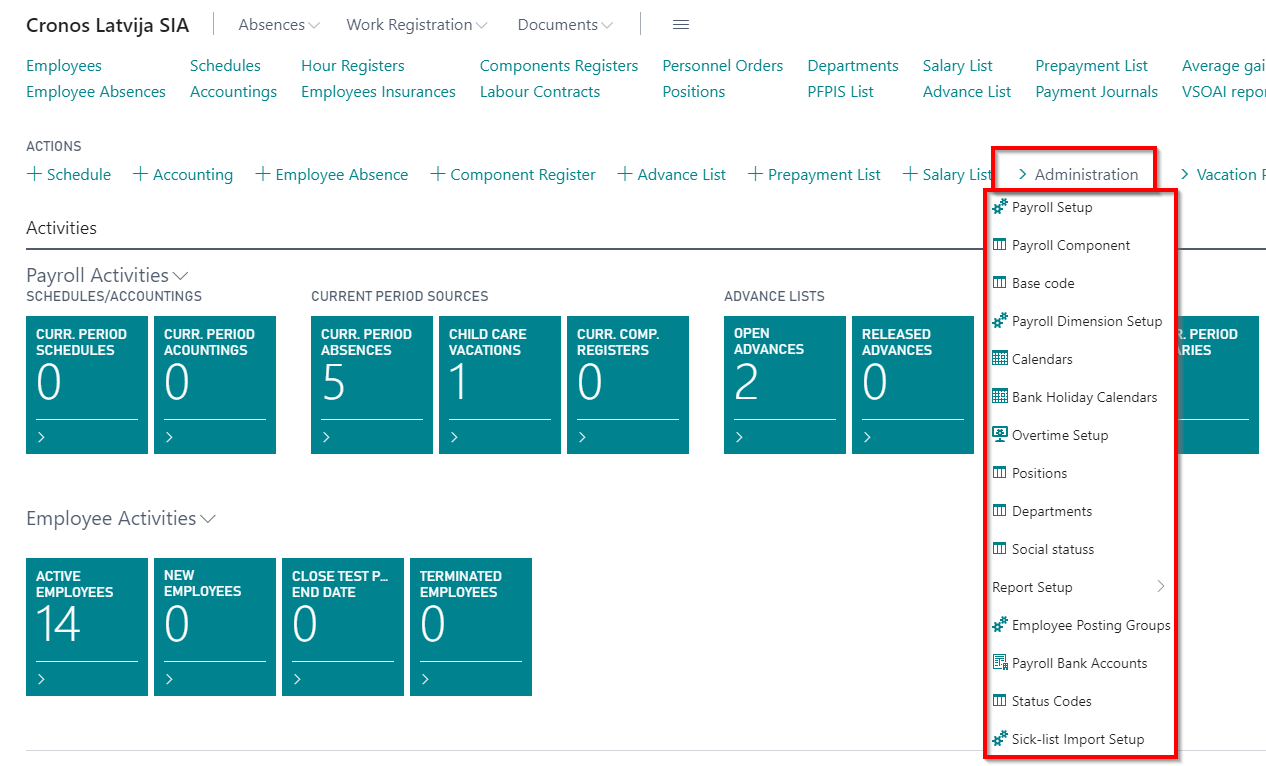 Cronos Latvija SIA
Absences
Work Registration
Documents
Employees
Schedules
Hour Registers
Components Registers
Personnel Orders
Departments
Salary List
Prepayment List
Average gai
Employee Absences
Accountings
Employees Insurances
Labour Contracts
Positions
PFPIS List
Advance List
Payment Journals
VSOAI repor
ACTIONS
+ Schedule
+ Accounting
+ Employee Absence
+ Component Register
+ Advance List
+ Prepayment List
+ Salary List
> Administration
> Vacation
Payroll Setup
Payroll Component
Base code
Payroll Dimension Setup
Calendars
Bank Holiday Calendars
Overtime Setup
Positions
Departments
Social statuss
Report Setup >
Employee Posting Groups
Payroll Bank Accounts
Status Codes
Sick-list Import Setup
Activities
Payroll Activities
SCHEDULES/ACCOUNTINGS
CURR. PERIOD
SCHEDULES
0
CURR. PERIOD
ACOUNTINGS
0
CURRENT PERIOD SOURCES
CURR. PERIOD
ABSENCES
5
CHILD CARE
VACATIONS
1
CURR. COMP.
REGISTERS
0
ADVANCE LISTS
OPEN
ADVANCES
2
RELEASED
ADVANCES
0
R. PERIOD
ARIES
Employee Activities
ACTIVE
EMPLOYEES
14
NEW
EMPLOYEES
0
CLOSE TEST P...
END DATE
0
TERMINATED
EMPLOYEES
0